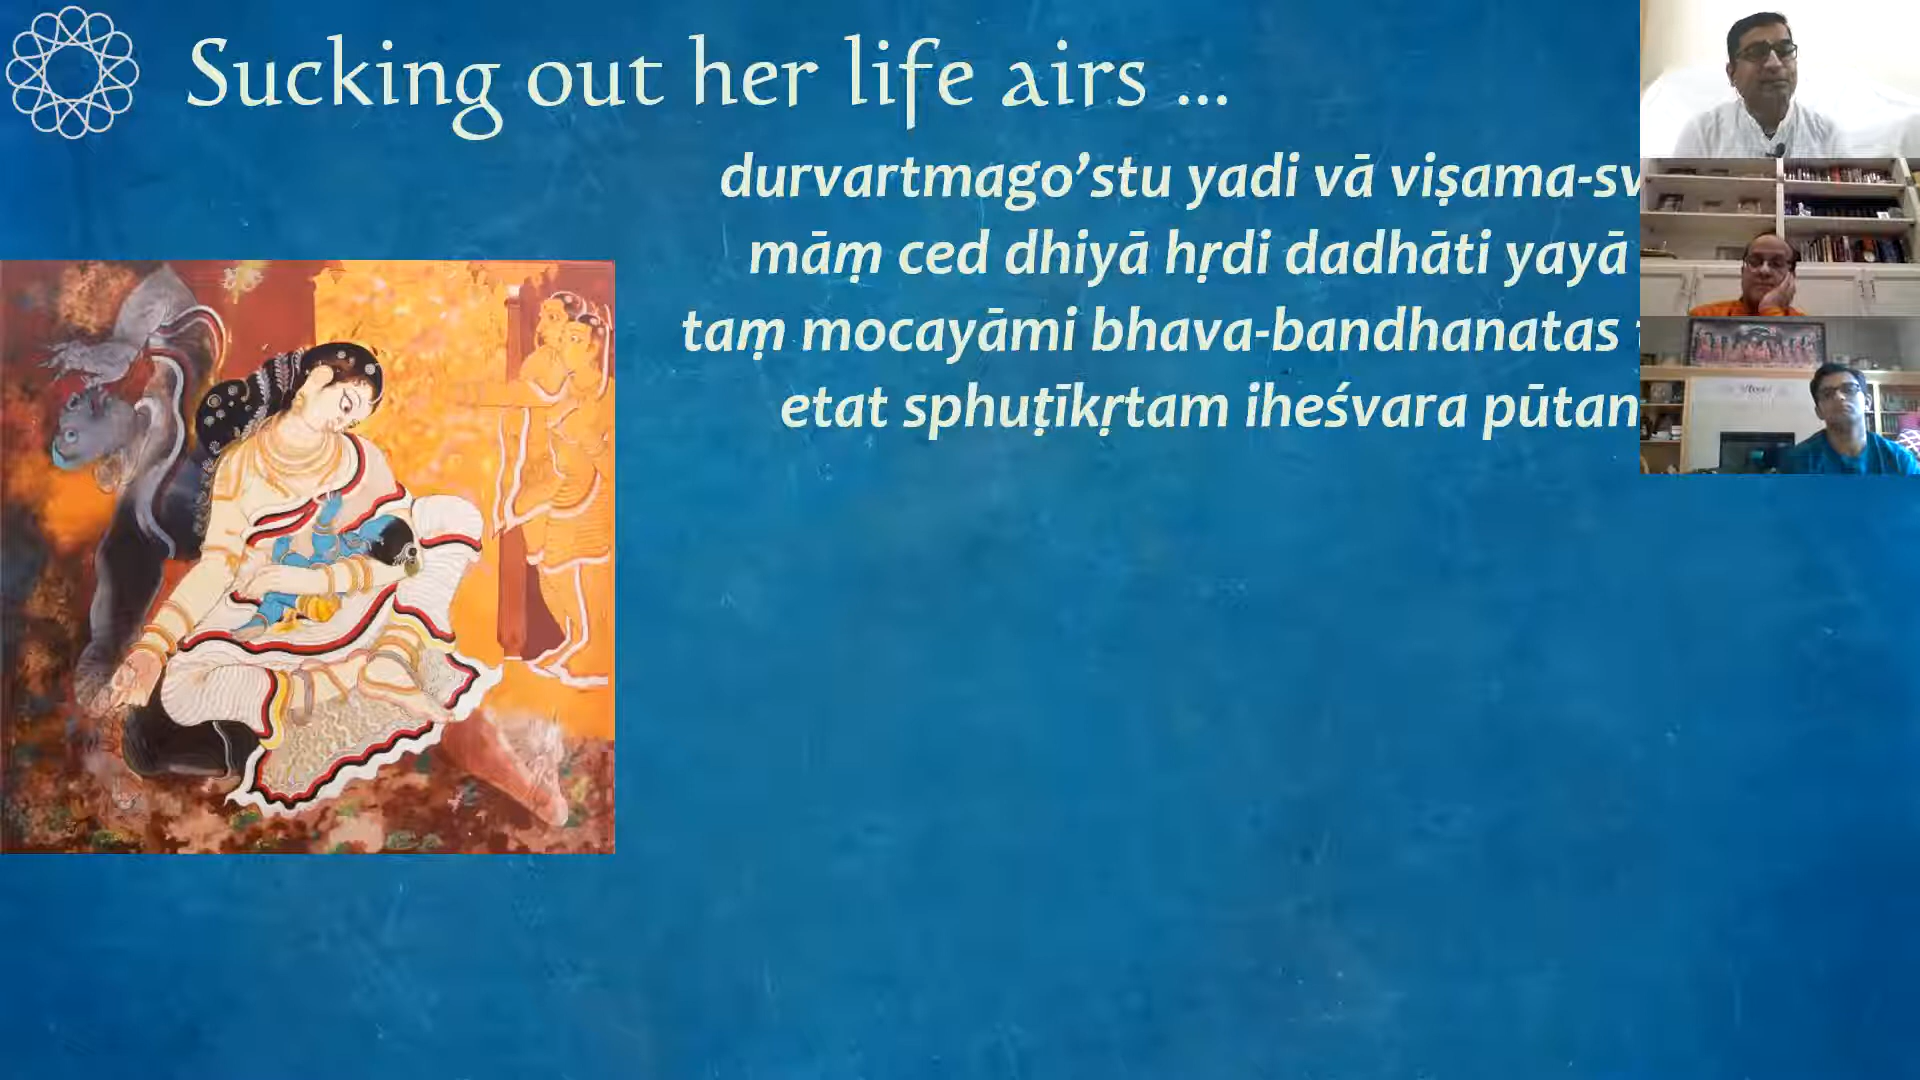 Sucking out her life airs ...
durvartmago’stu yadi vā viṣama-sv
māṃ ced dhiyā hṛdi dadhāti yayā
taṃ mocayāmi bhava-bandhanatas
etat sphuṭīkṛtam iheśvara pūtan